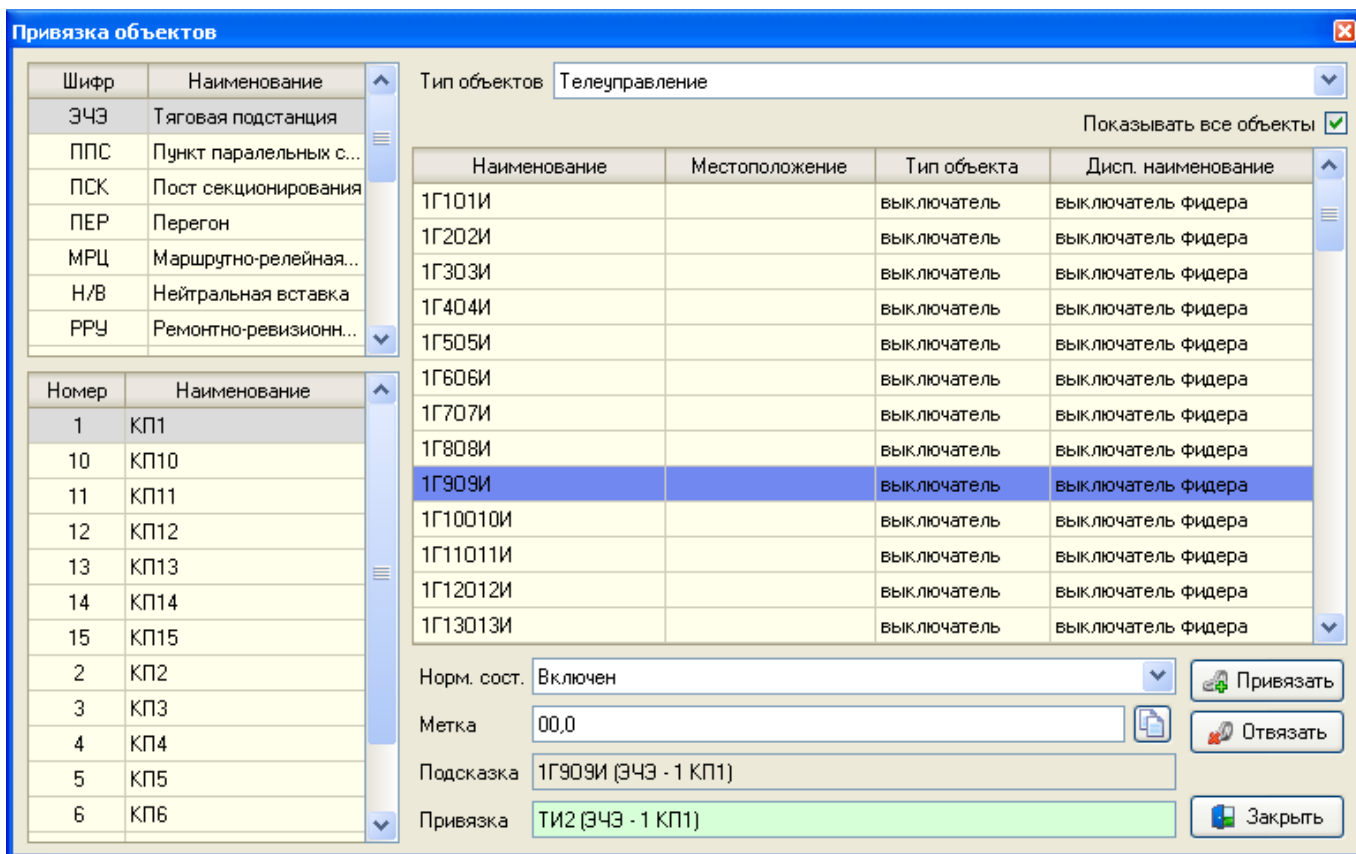 Привязка объектов
Шифр Наименование
ЭЧЭ Тяговая подстанция
ППС Пункт паралельных с...
ПСК Пост секционирования
ПЕР Перегон
МРЦ Маршрутно-релейная...
Н/В Нейтральная вставка
РРУ Ремонтно-ревизионн...
Номер Наименование
1 КП1
10 КП10
11 КП11
12 КП12
13 КП13
14 КП14
15 КП15
2 КП2
3 КП3
4 КП4
5 КП5
6 КП6
Тип объектов Телеуправление
Показывать все объекты
Наименование Местоположение Тип объекта Дисп. наименование
1Г101И выключатель выключатель фидера
1Г202И выключатель выключатель фидера
1Г303И выключатель выключатель фидера
1Г404И выключатель выключатель фидера
1Г505И выключатель выключатель фидера
1Г606И выключатель выключатель фидера
1Г707И выключатель выключатель фидера
1Г808И выключатель выключатель фидера
1Г909И выключатель выключатель фидера
1Г10010И выключатель выключатель фидера
1Г11011И выключатель выключатель фидера
1Г12012И выключатель выключатель фидера
1Г13013И выключатель выключатель фидера
Норм. сост. Включен Привязать
Метка 00,0 Отвязать
Подсказка 1Г909И (ЭЧЭ - 1 КП1)
Привязка ТИ2 (ЭЧЭ - 1 КП1) Закрыть